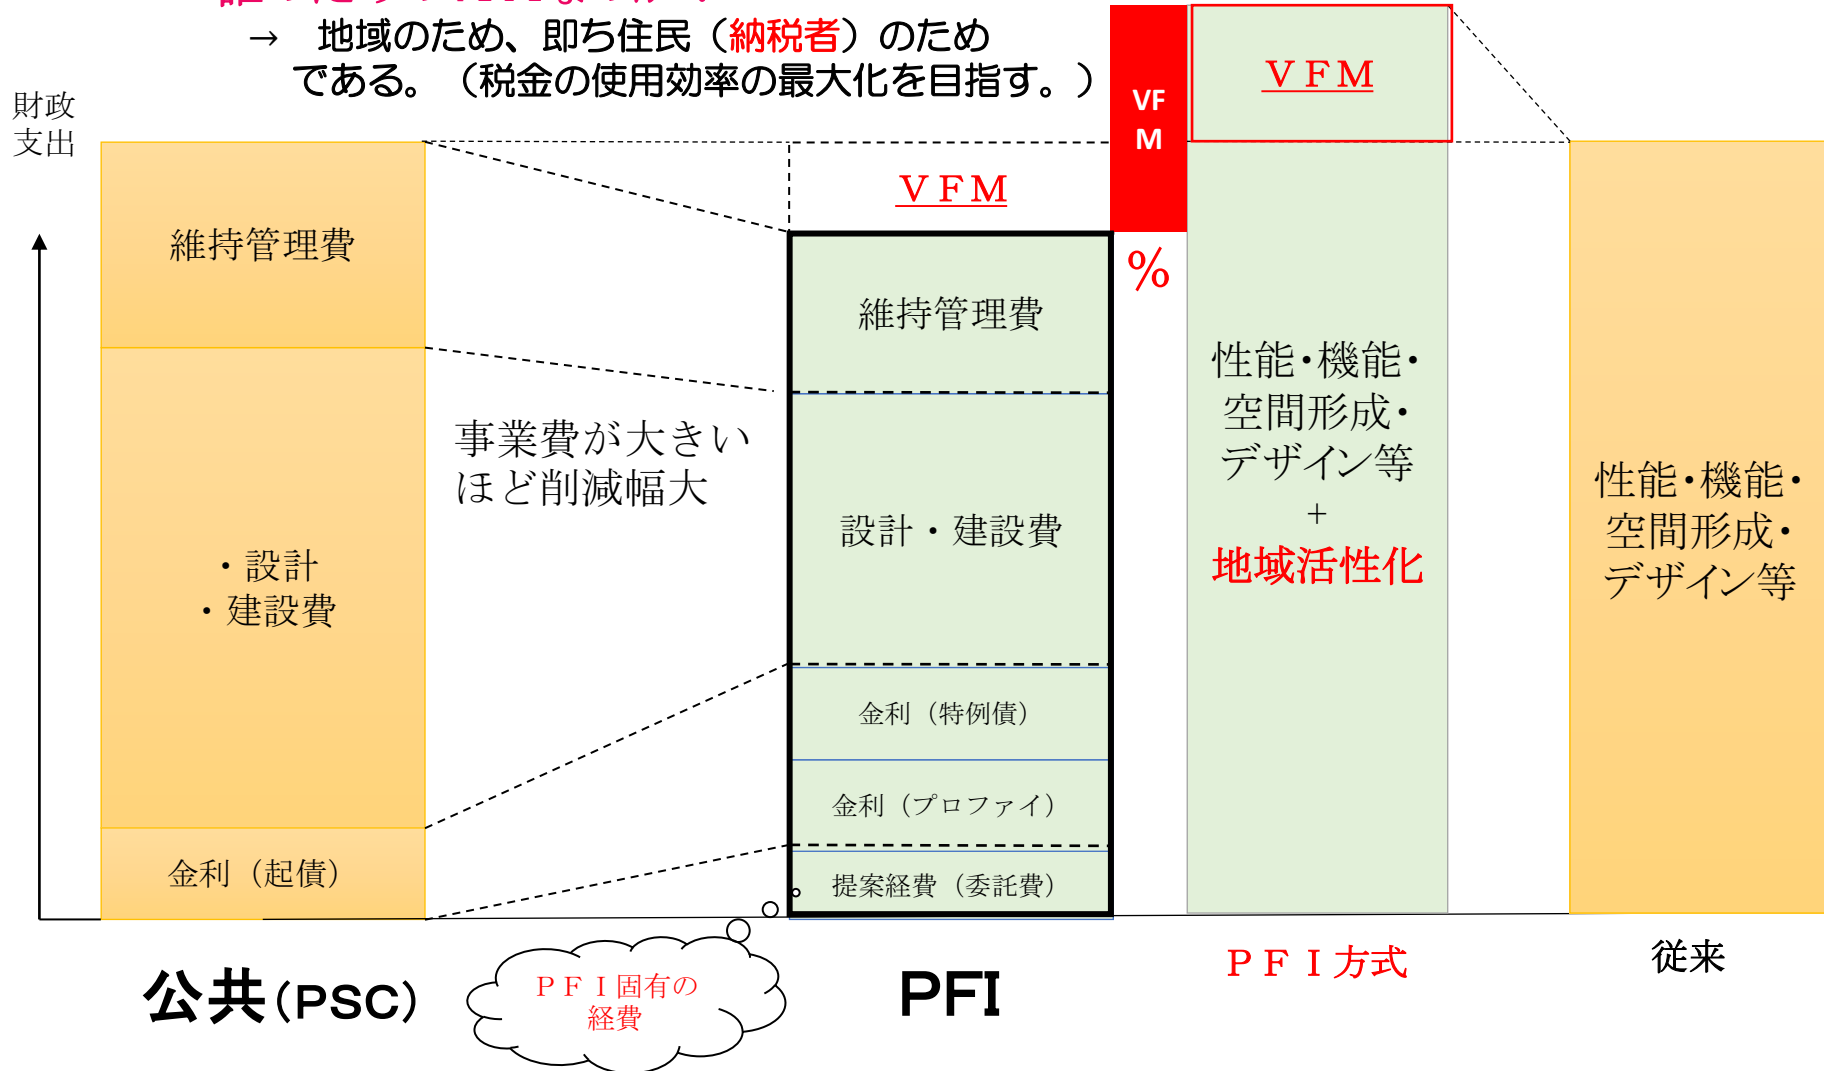 →　地域のため、即ち住民（納税者）のため
である。（税金の使用効率の最大化を目指す。）
財政
支出
維持管理費
・設計
・建設費
金利（起債）
公共(PSC)
事業費が大きい
ほど削減幅大
ＰＦＩ固有の
経費
ＶＦＭ
維持管理費
設計・建設費
金利（特例債）
金利（プロファイ）
提案経費（委託費）
PFI
VF
M
％
ＶＦＭ
性能・機能・
空間形成・
デザイン等
+
地域活性化
ＰＦＩ方式
性能・機能・
空間形成・
デザイン等
従来